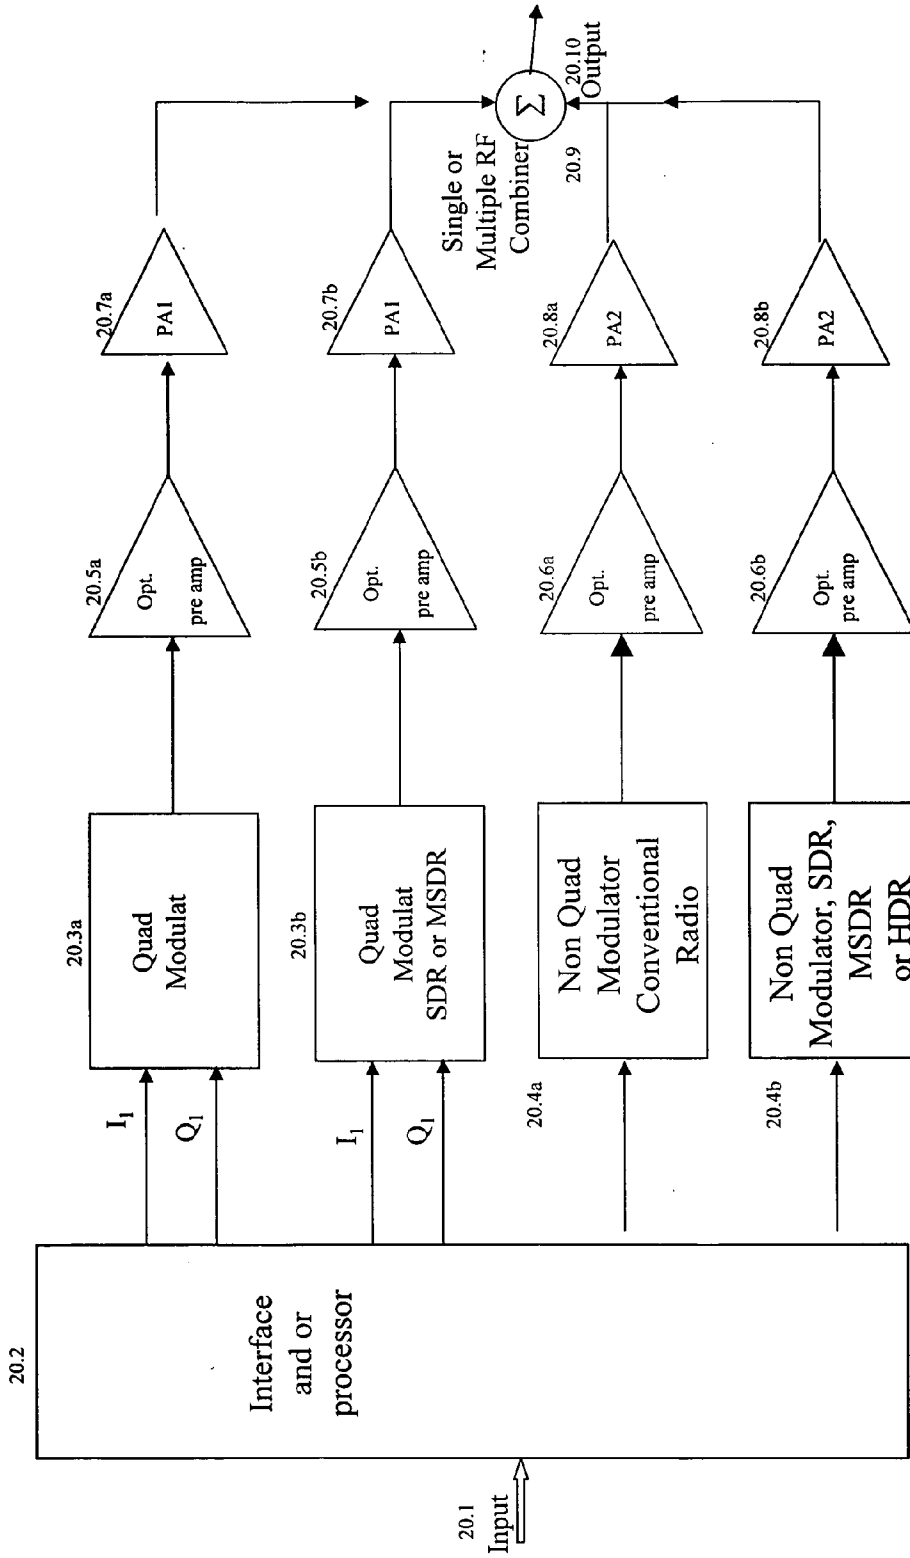 20.1
Input
20.2
Interface
and or
processor
I1
Q1
20.3a
Quad
Modulat
20.5a
Opt.
pre amp
20.7a
PA1
I1
Q1
20.3b
Quad
Modulat
SDR or MSDR
20.5b
Opt.
pre amp
20.7b
PA1
Single or
Multiple RF
Combiner
Σ
20.9
20.10
Output
20.4a
Non Quad
Modulator
Conventional
Radio
20.6a
Opt.
pre amp
20.8a
PA2
20.4b
Non Quad
Modulator, SDR,
MSDR
or HDR
20.6b
Opt.
pre amp
20.8b
PA2